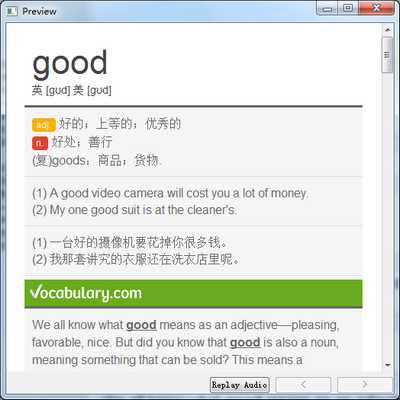 Preview
good
英 [gʊd] 美 [gʊd]
adj. 好的；上等的；优秀的
n. 好处；善行
(复)goods：商品；货物.
(1) A good video camera will cost you a lot of money.
(2) My one good suit is at the cleaner's.
(1) 一台好的摄像机要花掉你很多钱。
(2) 我那套讲究的衣服还在洗衣店里呢。
Vocabulary.com
We all know what good means as an adjective—pleasing,
favorable, nice. But did you know that good is also a noun,
meaning something that can be sold? This means a
Replay Audio